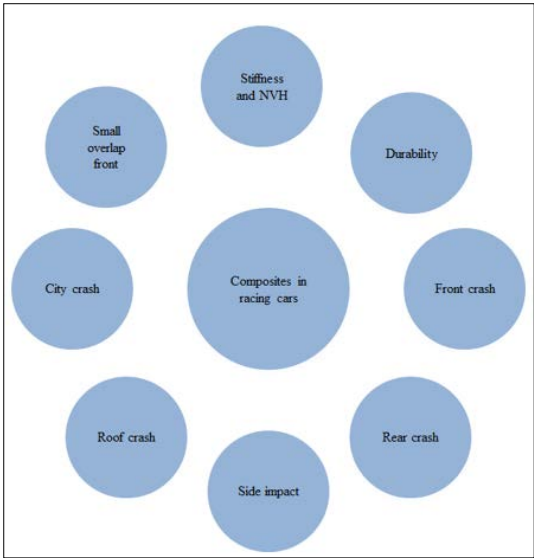 Stiffness
and NVH
Small
overlap
front
Durability
City crash
Composites in
racing cars
Front crash
Roof crash
Rear crash
Side impact